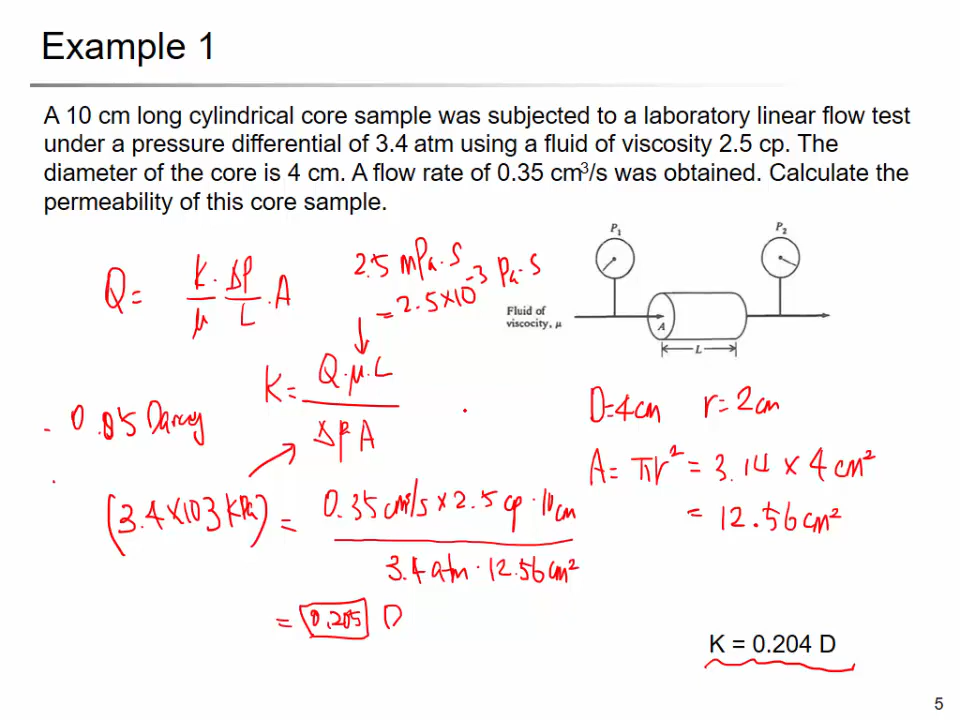 Example 1
A 10 cm long cylindrical core sample was subjected to a laboratory linear flow test
under a pressure differential of 3.4 atm using a fluid of viscosity 2.5 cp. The
diameter of the core is 4 cm. A flow rate of 0.35 cm³/s was obtained. Calculate the
permeability of this core sample.
P₁
P₂
Q = K/μ · ΔP/L · A
2.5 mPa·s
= 2.5×10⁻³ Pa·s
Fluid of
viscosity, μ
A
L
K = Q·μ·L / ΔP A
D=4cm r=2cm
Darcy
A = πr² = 3.14 × 4 cm²
= 12.56 cm²
(3.4×103 kPa) = 0.35 cm³/s × 2.5 cp · 10 cm / 3.4 atm · 12.56 cm²
= 0.205 D
K = 0.204 D
5